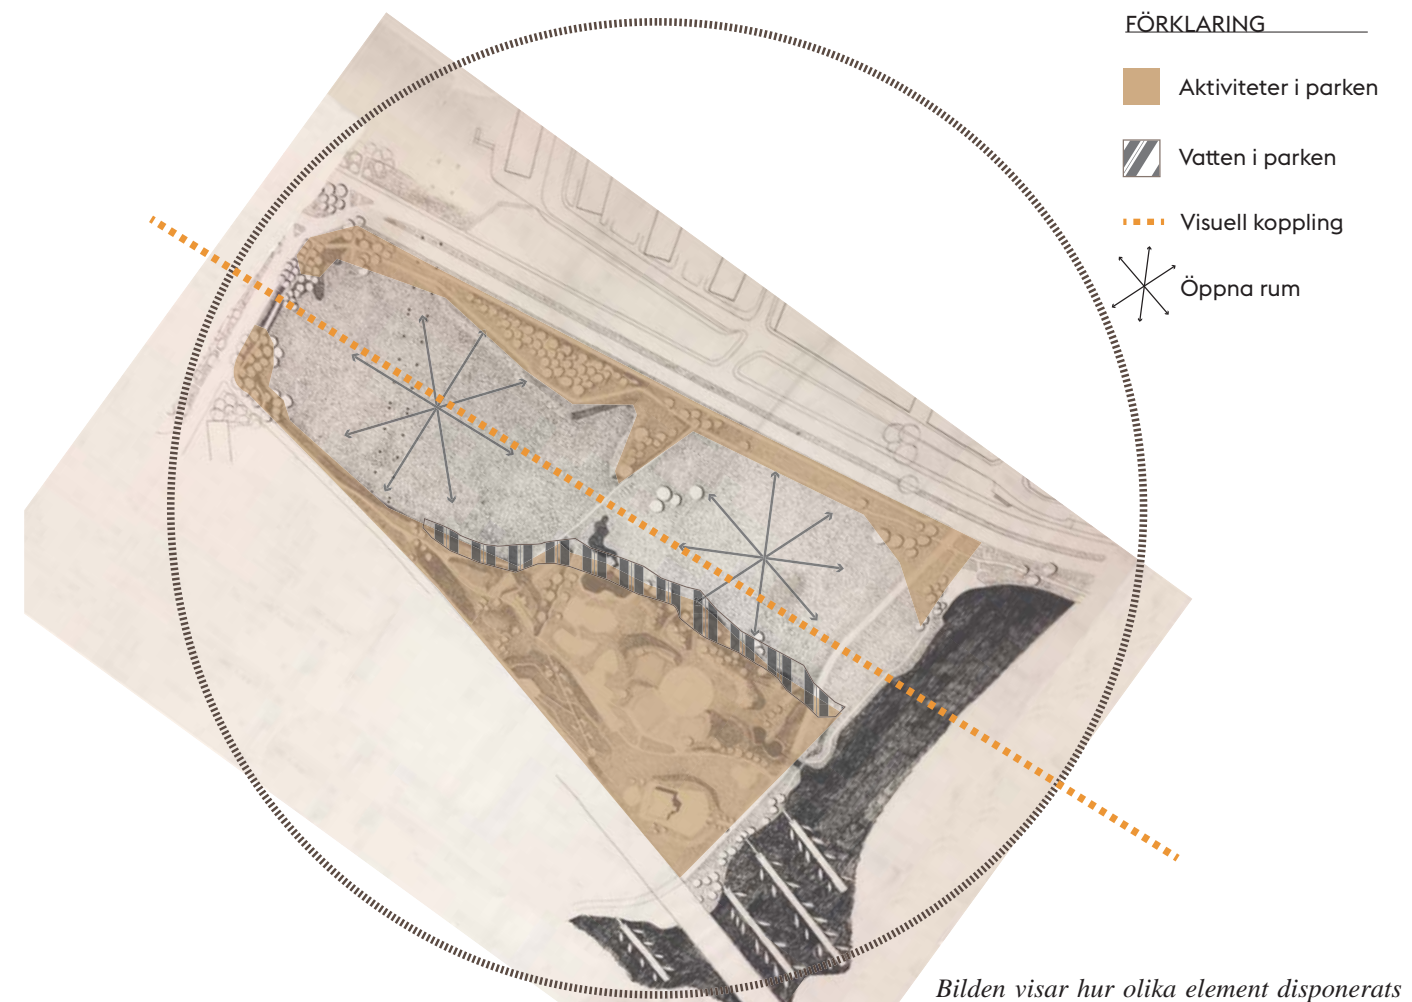 FÖRKLARING
Aktiviteter i parken
Vatten i parken
Visuell koppling
Öppna rum
Bilden visar hur olika element disponerats